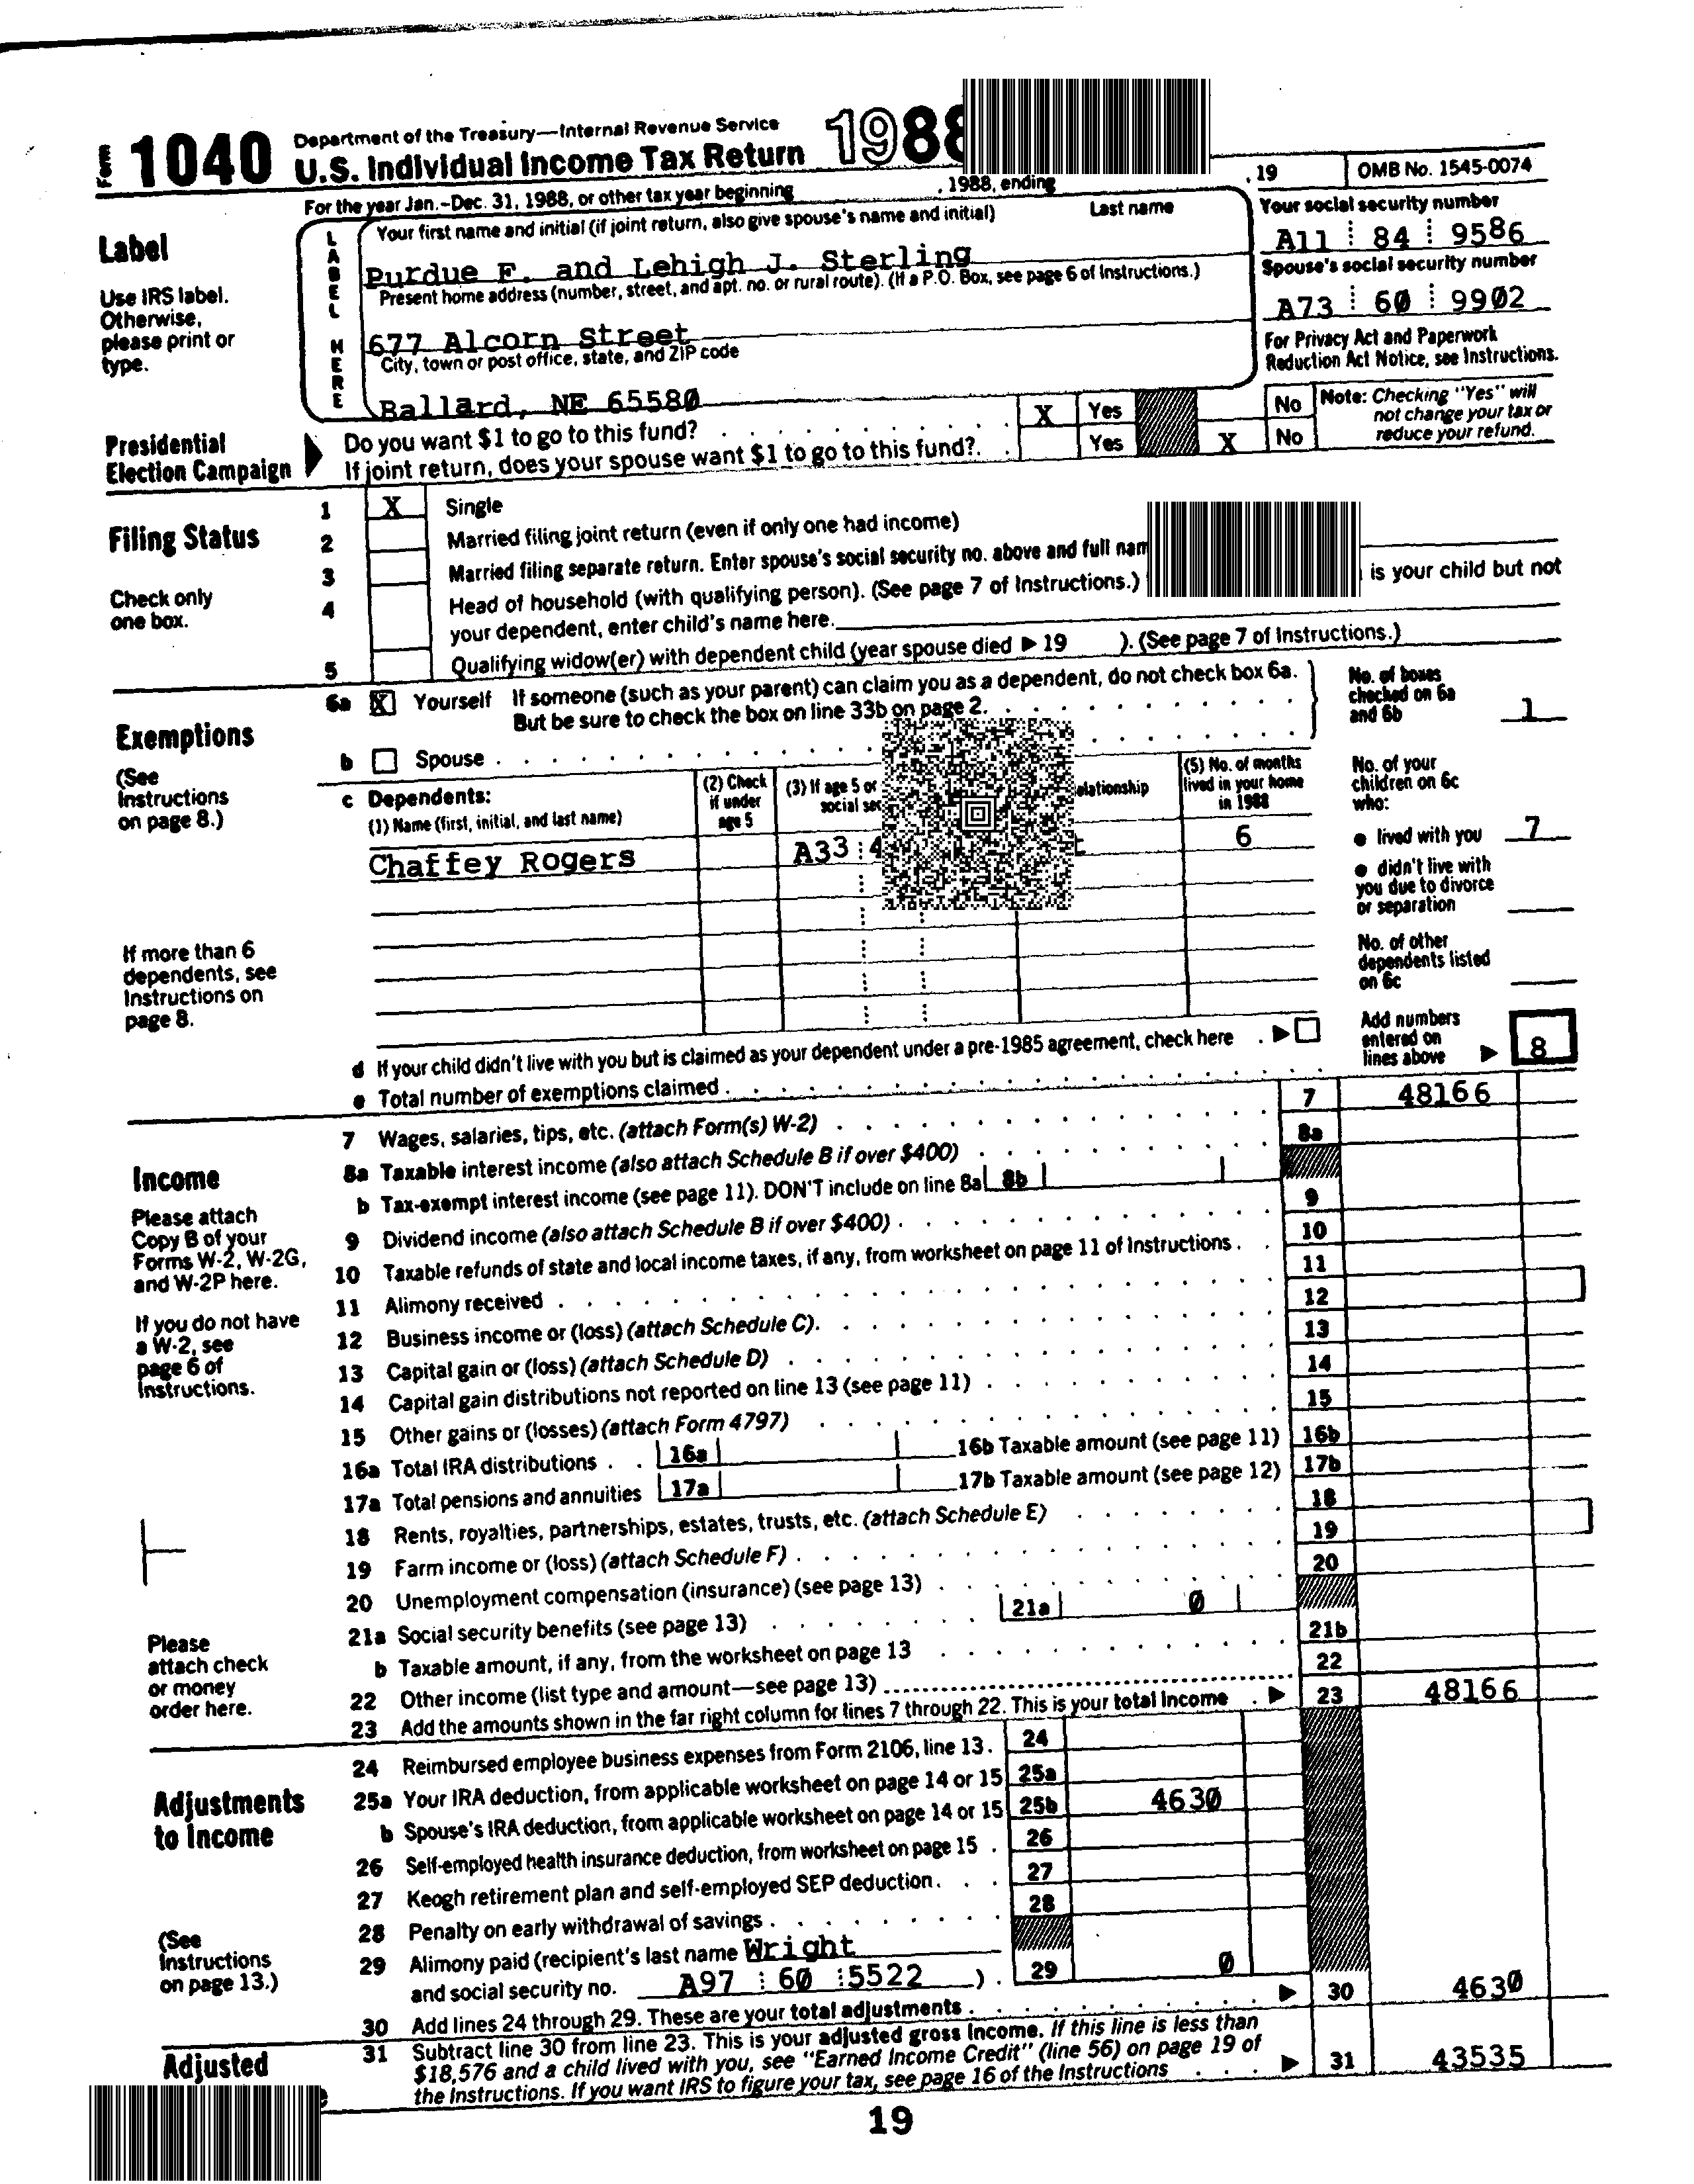 Form 1040 Department of the Treasury—Internal Revenue Service
U.S. Individual Income Tax Return 1988
For the year Jan.-Dec. 31, 1988, or other tax year beginning , 1988, ending , 19 OMB No. 1545-0074
Label
Use IRS label.
Otherwise,
please print or
type.
LABEL HERE
Your first name and initial (if joint return, also give spouse's name and initial) Last name
Purdue F. and Lehigh J. Sterling
Present home address (number, street, and apt. no. or rural route). (If a P.O. Box, see page 6 of Instructions.)
677 Alcorn Street
City, town or post office, state, and ZIP code
Ballard, NE 65580
Your social security number
A11 84 9586
Spouse's social security number
A73 60 9902
For Privacy Act and Paperwork
Reduction Act Notice, see Instructions.
Presidential
Election Campaign
Do you want $1 to go to this fund? X Yes No
If joint return, does your spouse want $1 to go to this fund? Yes X No
Note: Checking "Yes" will
not change your tax or
reduce your refund.
Filing Status
Check only
one box.
1 X Single
2 Married filing joint return (even if only one had income)
3 Married filing separate return. Enter spouse's social security no. above and full nam
4 Head of household (with qualifying person). (See page 7 of Instructions.) is your child but not
your dependent, enter child's name here.
5 Qualifying widow(er) with dependent child (year spouse died ▶ 19 ). (See page 7 of Instructions.)
Exemptions
(See
Instructions
on page 8.)
If more than 6
dependents, see
Instructions on
page 8.
6a X Yourself If someone (such as your parent) can claim you as a dependent, do not check box 6a.
But be sure to check the box on line 33b on page 2.
b Spouse
No. of boxes
checked on 6a
and 6b 1
c Dependents:
(1) Name (first, initial, and last name)
(2) Check
if under
age 5
(3) If age 5 or
social sec
elationship
(5) No. of months
lived in your home
in 1988
Chaffey Rogers A33 4 6
No. of your
children on 6c
who:
● lived with you 7
● didn't live with
you due to divorce
or separation
No. of other
dependents listed
on 6c
Add numbers
entered on
lines above ▶ 8
d If your child didn't live with you but is claimed as your dependent under a pre-1985 agreement, check here ▶
e Total number of exemptions claimed
Income
Please attach
Copy B of your
Forms W-2, W-2G,
and W-2P here.
If you do not have
a W-2, see
page 6 of
Instructions.
Please
attach check
or money
order here.
7 Wages, salaries, tips, etc. (attach Form(s) W-2) 7 48166
8a Taxable interest income (also attach Schedule B if over $400) 8a
b Tax-exempt interest income (see page 11). DON'T include on line 8a 8b
9 Dividend income (also attach Schedule B if over $400) 9
10 Taxable refunds of state and local income taxes, if any, from worksheet on page 11 of Instructions 10
11 Alimony received 11
12 Business income or (loss) (attach Schedule C). 12
13 Capital gain or (loss) (attach Schedule D) 13
14 Capital gain distributions not reported on line 13 (see page 11) 14
15 Other gains or (losses) (attach Form 4797) 15
16a Total IRA distributions 16a 16b Taxable amount (see page 11) 16b
17a Total pensions and annuities 17a 17b Taxable amount (see page 12) 17b
18 Rents, royalties, partnerships, estates, trusts, etc. (attach Schedule E) 18
19 Farm income or (loss) (attach Schedule F) 19
20 Unemployment compensation (insurance) (see page 13) 20
21a Social security benefits (see page 13) 21a 0
b Taxable amount, if any, from the worksheet on page 13 21b
22 Other income (list type and amount—see page 13) 22
23 Add the amounts shown in the far right column for lines 7 through 22. This is your total income ▶ 23 48166
Adjustments
to Income
(See
Instructions
on page 13.)
24 Reimbursed employee business expenses from Form 2106, line 13. 24
25a Your IRA deduction, from applicable worksheet on page 14 or 15 25a
b Spouse's IRA deduction, from applicable worksheet on page 14 or 15 25b 4630
26 Self-employed health insurance deduction, from worksheet on page 15 26
27 Keogh retirement plan and self-employed SEP deduction 27
28 Penalty on early withdrawal of savings 28
29 Alimony paid (recipient's last name Wright
and social security no. A97 60 5522 ). 29 0
30 Add lines 24 through 29. These are your total adjustments ▶ 30 4630
Adjusted
31 Subtract line 30 from line 23. This is your adjusted gross income. If this line is less than
$18,576 and a child lived with you, see "Earned Income Credit" (line 56) on page 19 of
the Instructions. If you want IRS to figure your tax, see page 16 of the Instructions ▶ 31 43535
19